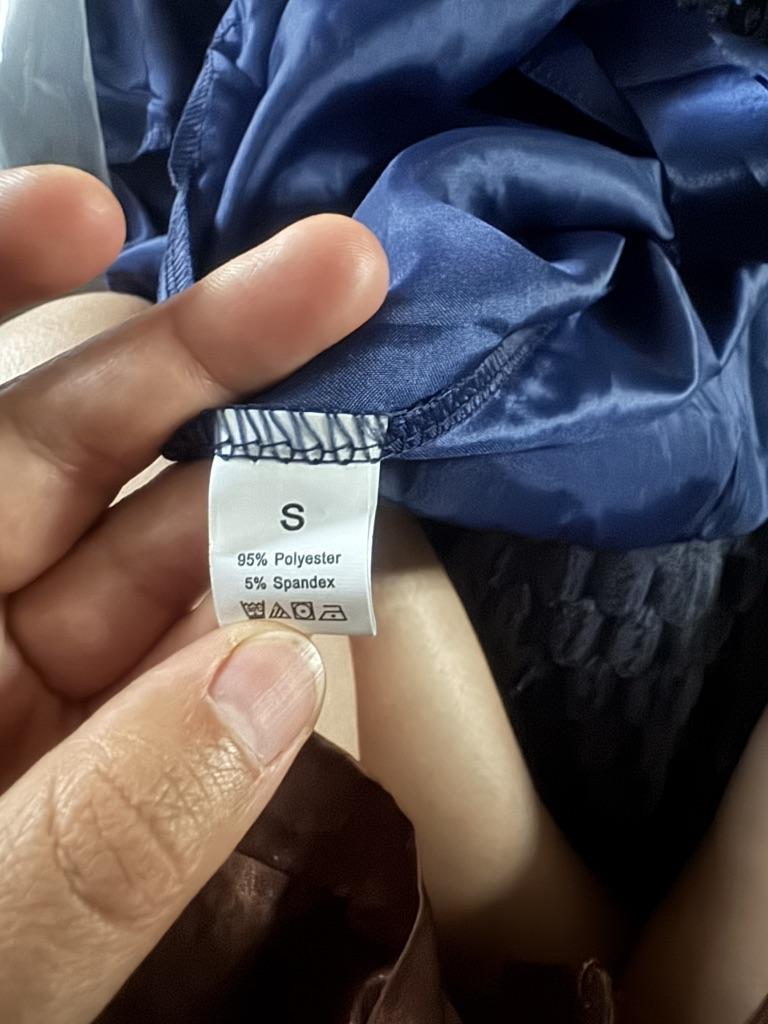 S
95% Polyester
5% Spandex